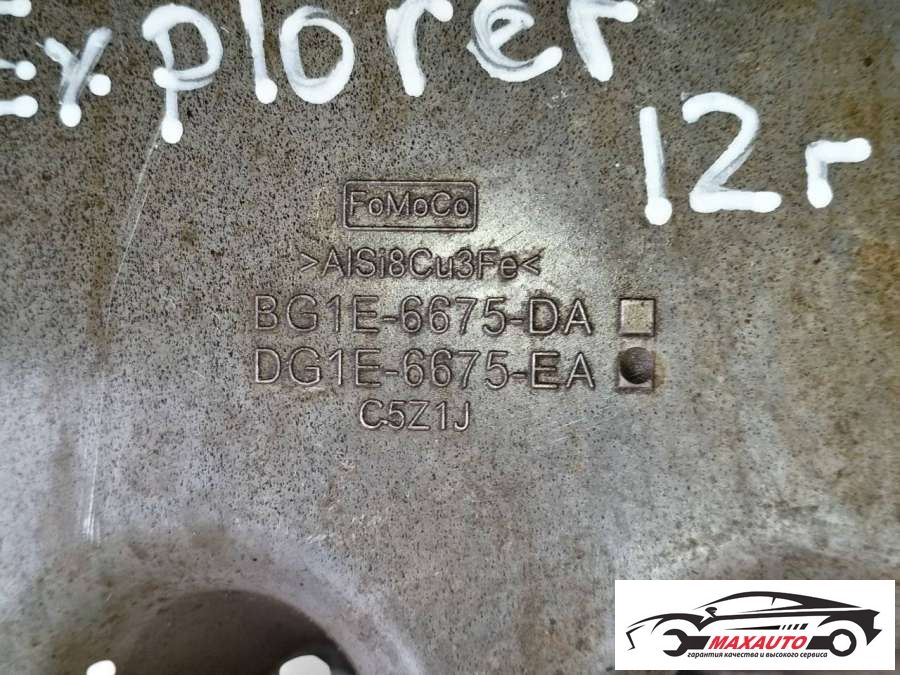 Explorer
12г
FoMoCo
>AlSi8Cu3Fe<
BG1E-6675-DA
DG1E-6675-EA
C5Z1J
MAXAUTO
гарантия качества и высокого сервиса